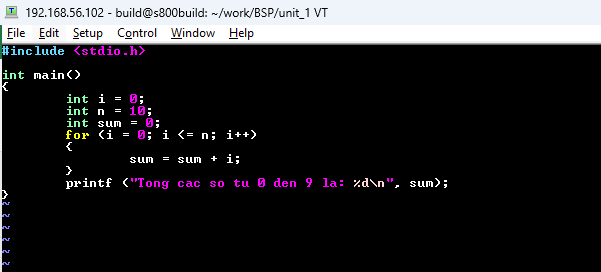 192.168.56.102 - build@s800build: ~/work/BSP/unit_1 VT
File Edit Setup Control Window Help
#include <stdio.h>
int main()
{
        int i = 0;
        int n = 10;
        int sum = 0;
        for (i = 0; i <= n; i++)
        {
                sum = sum + i;
        }
        printf ("Tong cac so tu 0 den 9 la: %d\n", sum);
}
~
~
~
~
~
~